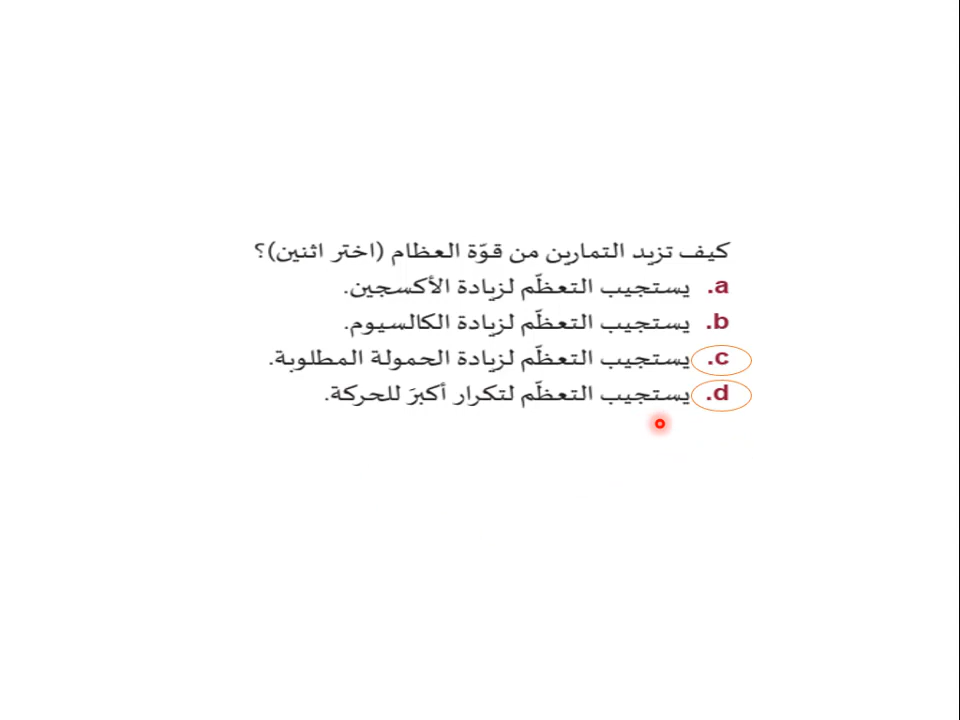 كيف تزيد التمارين من قوّة العظام (اختر اثنين)؟
a. يستجيب التعظّم لزيادة الأكسجين.
b. يستجيب التعظّم لزيادة الكالسيوم.
c. يستجيب التعظّم لزيادة الحمولة المطلوبة.
d. يستجيب التعظّم لتكرار أكبرَ للحركة.